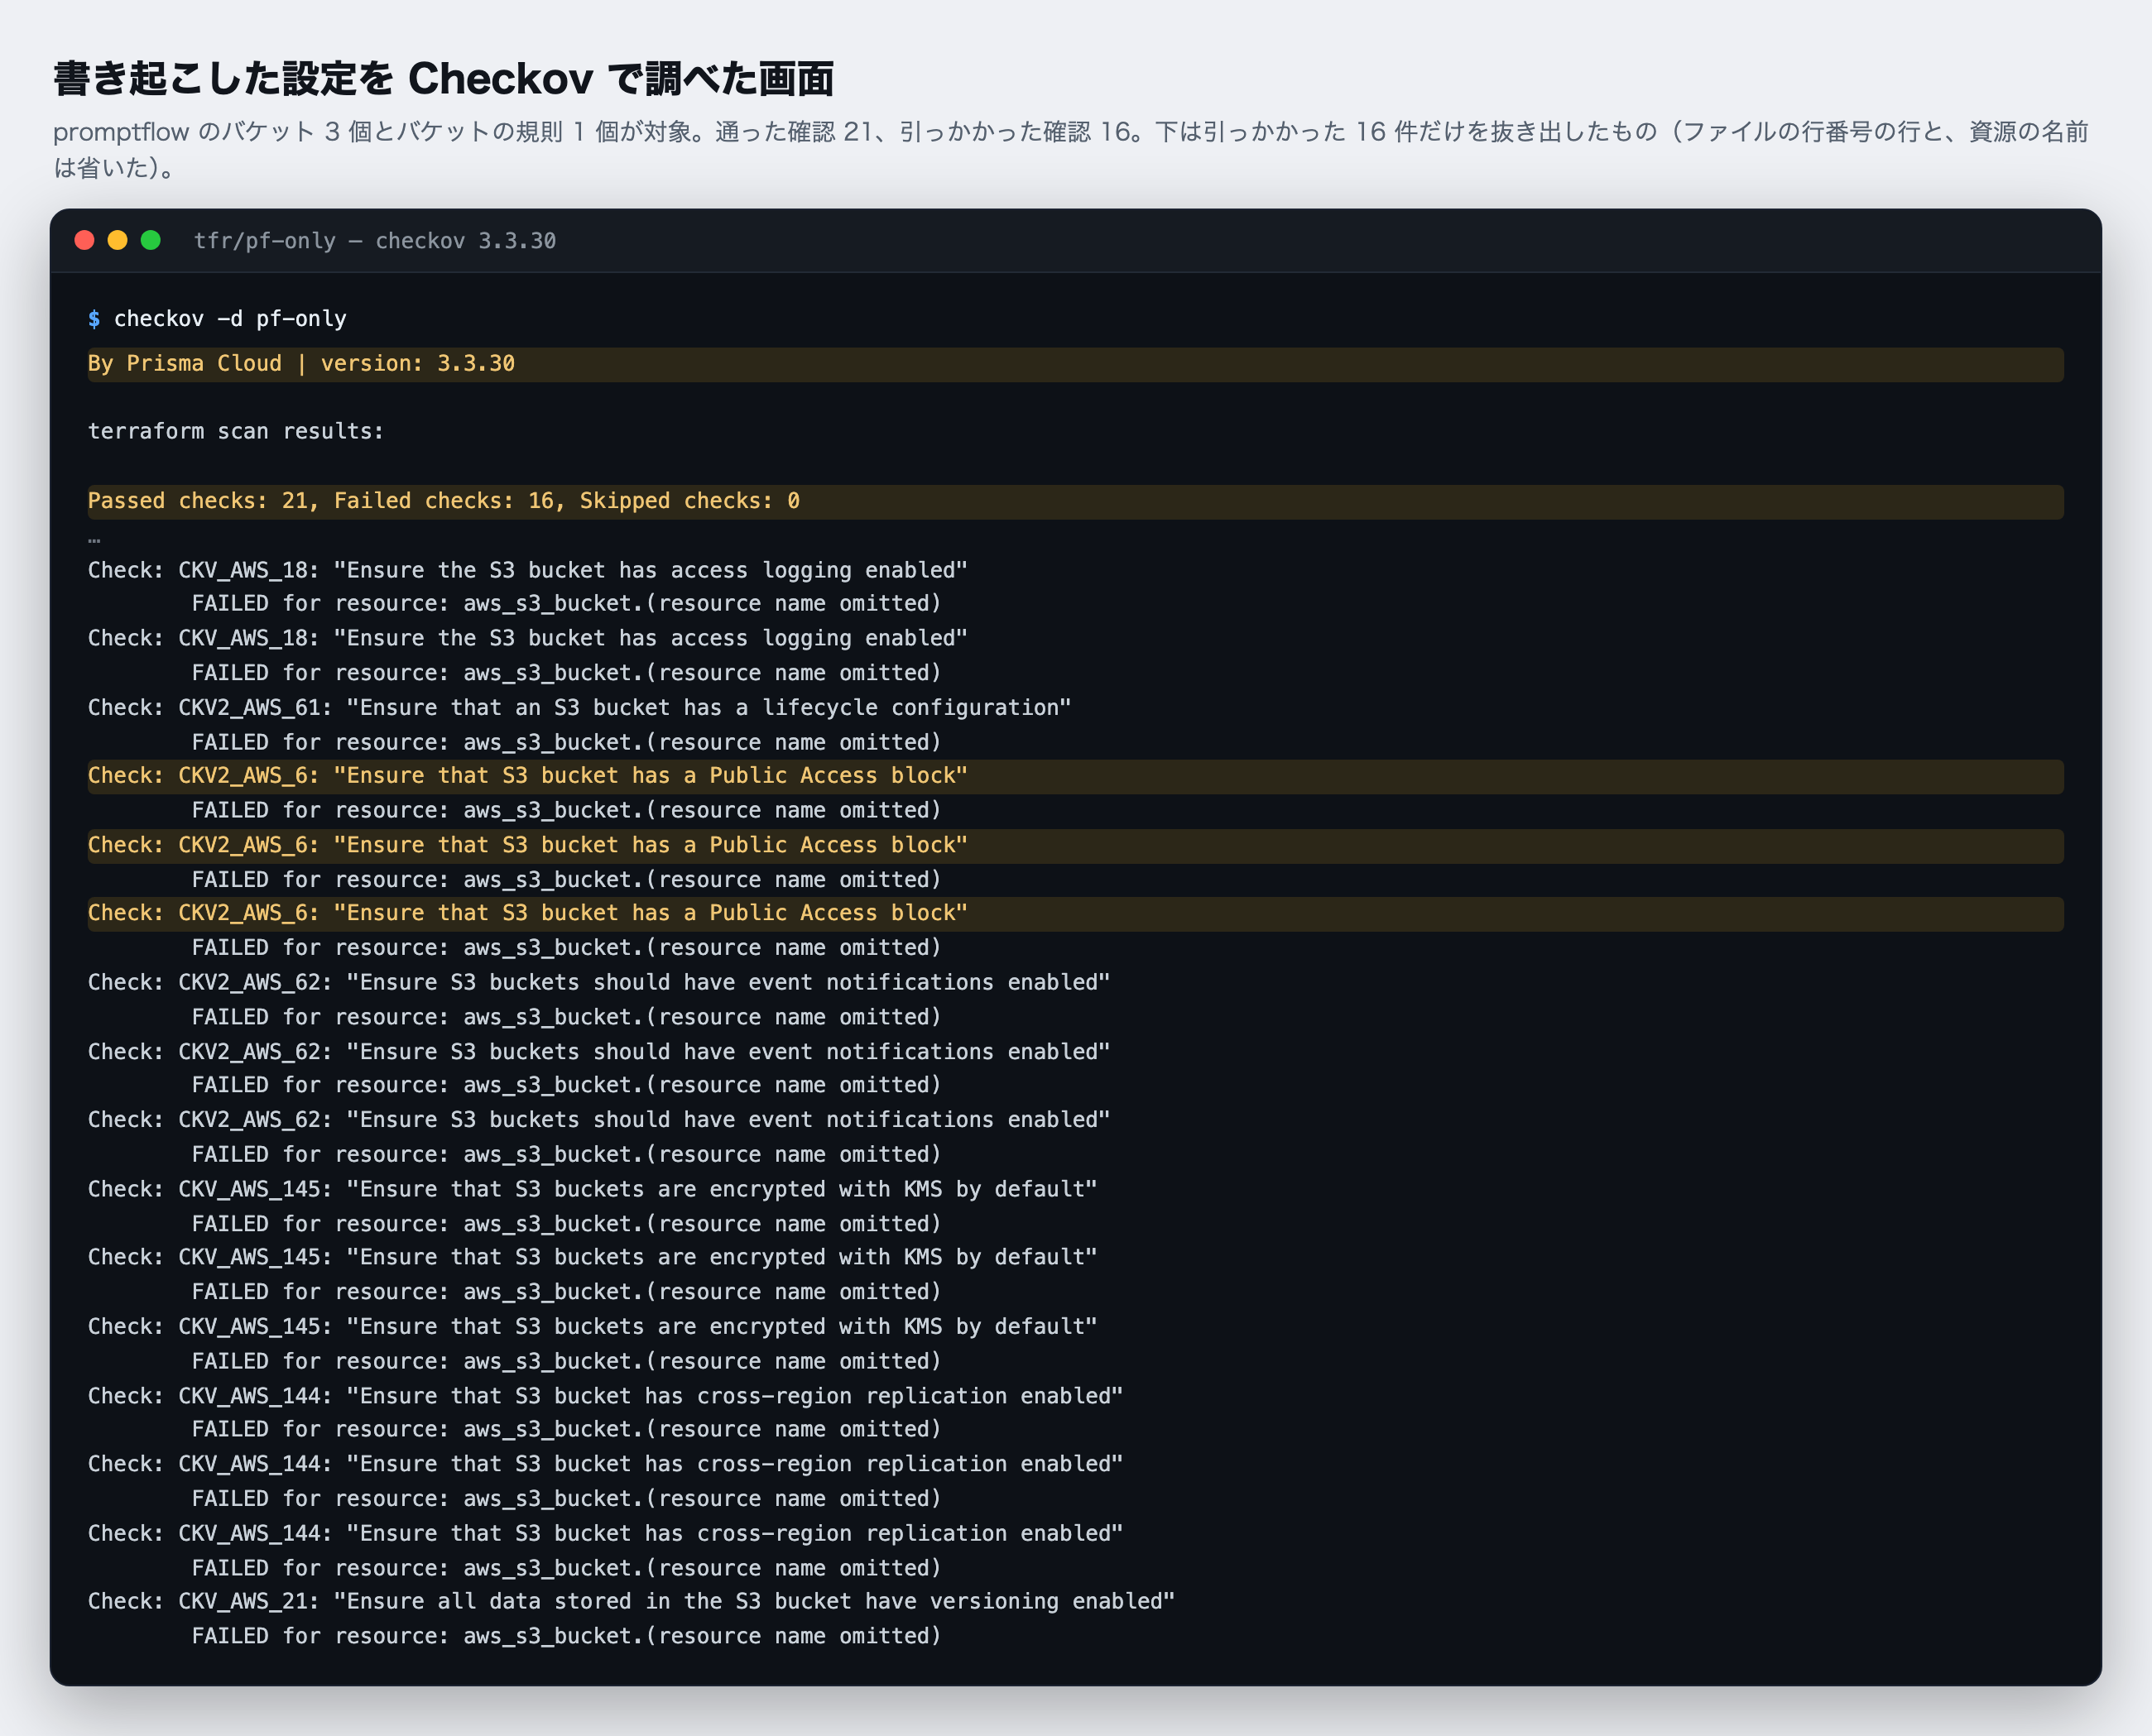 書き起こした設定を Checkov で調べた画面
promptflow のバケット 3 個とバケットの規則 1 個が対象。通った確認 21、引っかかった確認 16。下は引っかかった 16 件だけを抜き出したもの（ファイルの行番号の行と、資源の名前
は省いた）。
tfr/pf-only — checkov 3.3.30
$ checkov -d pf-only
By Prisma Cloud | version: 3.3.30
terraform scan results:
Passed checks: 21, Failed checks: 16, Skipped checks: 0
…
Check: CKV_AWS_18: "Ensure the S3 bucket has access logging enabled"
FAILED for resource: aws_s3_bucket.(resource name omitted)
Check: CKV_AWS_18: "Ensure the S3 bucket has access logging enabled"
FAILED for resource: aws_s3_bucket.(resource name omitted)
Check: CKV2_AWS_61: "Ensure that an S3 bucket has a lifecycle configuration"
FAILED for resource: aws_s3_bucket.(resource name omitted)
Check: CKV2_AWS_6: "Ensure that S3 bucket has a Public Access block"
FAILED for resource: aws_s3_bucket.(resource name omitted)
Check: CKV2_AWS_6: "Ensure that S3 bucket has a Public Access block"
FAILED for resource: aws_s3_bucket.(resource name omitted)
Check: CKV2_AWS_6: "Ensure that S3 bucket has a Public Access block"
FAILED for resource: aws_s3_bucket.(resource name omitted)
Check: CKV2_AWS_62: "Ensure S3 buckets should have event notifications enabled"
FAILED for resource: aws_s3_bucket.(resource name omitted)
Check: CKV2_AWS_62: "Ensure S3 buckets should have event notifications enabled"
FAILED for resource: aws_s3_bucket.(resource name omitted)
Check: CKV2_AWS_62: "Ensure S3 buckets should have event notifications enabled"
FAILED for resource: aws_s3_bucket.(resource name omitted)
Check: CKV_AWS_145: "Ensure that S3 buckets are encrypted with KMS by default"
FAILED for resource: aws_s3_bucket.(resource name omitted)
Check: CKV_AWS_145: "Ensure that S3 buckets are encrypted with KMS by default"
FAILED for resource: aws_s3_bucket.(resource name omitted)
Check: CKV_AWS_145: "Ensure that S3 buckets are encrypted with KMS by default"
FAILED for resource: aws_s3_bucket.(resource name omitted)
Check: CKV_AWS_144: "Ensure that S3 bucket has cross-region replication enabled"
FAILED for resource: aws_s3_bucket.(resource name omitted)
Check: CKV_AWS_144: "Ensure that S3 bucket has cross-region replication enabled"
FAILED for resource: aws_s3_bucket.(resource name omitted)
Check: CKV_AWS_144: "Ensure that S3 bucket has cross-region replication enabled"
FAILED for resource: aws_s3_bucket.(resource name omitted)
Check: CKV_AWS_21: "Ensure all data stored in the S3 bucket have versioning enabled"
FAILED for resource: aws_s3_bucket.(resource name omitted)